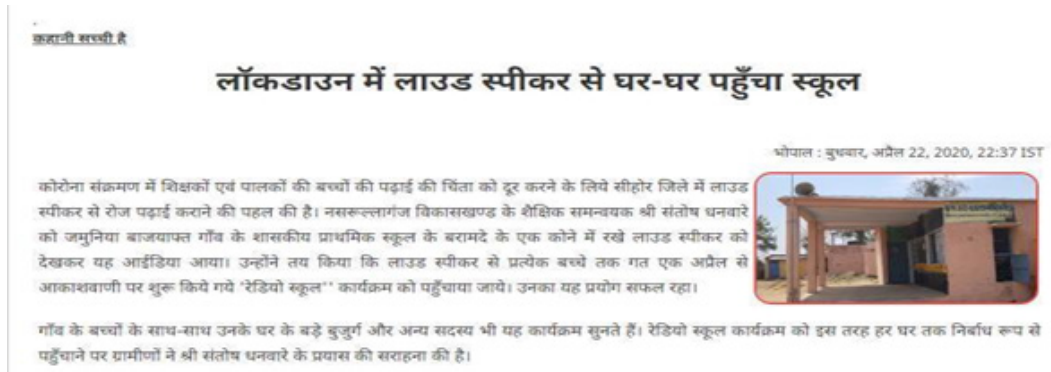 कहानी सच्ची है
लॉकडाउन में लाउड स्पीकर से घर-घर पहुँचा स्कूल
भोपाल : बुधवार, अप्रैल 22, 2020, 22:37 IST
कोरोना संक्रमण में शिक्षकों एवं पालकों की बच्चों की पढ़ाई की चिंता को दूर करने के लिये सीहोर जिले में लाउड
स्पीकर से रोज पढ़ाई कराने की पहल की है। नसरूल्लागंज विकासखण्ड के शैक्षिक समन्वयक श्री संतोष धनवारे
को जमुनिया बाजयाफ्त गाँव के शासकीय प्राथमिक स्कूल के बरामदे के एक कोने में रखे लाउड स्पीकर को
देखकर यह आईडिया आया। उन्होंने तय किया कि लाउड स्पीकर से प्रत्येक बच्चे तक गत एक अप्रैल से
आकाशवाणी पर शुरू किये गये 'रेडियो स्कूल'' कार्यक्रम को पहुँचाया जाये। उनका यह प्रयोग सफल रहा।
गाँव के बच्चों के साथ-साथ उनके घर के बड़े बुजुर्ग और अन्य सदस्य भी यह कार्यक्रम सुनते हैं। रेडियो स्कूल कार्यक्रम को इस तरह हर घर तक निर्बाध रूप से
पहुँचाने पर ग्रामीणों ने श्री संतोष धनवारे के प्रयास की सराहना की है।